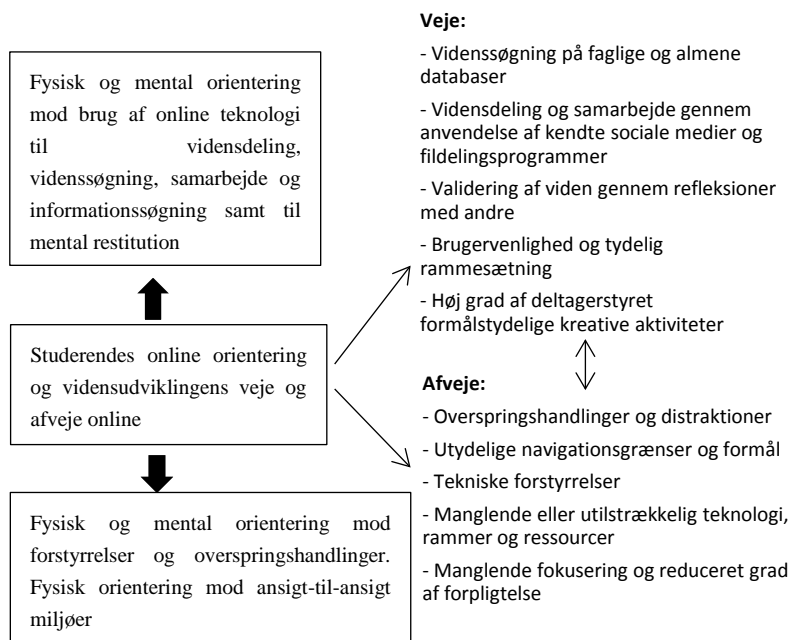 Fysisk og mental orientering
mod brug af online teknologi
til vidensdeling,
videnssøgning, samarbejde og
informationssøgning samt til
mental restitution
Studerendes online orientering
og vidensudviklingens veje og
afveje online
Fysisk og mental orientering mod
forstyrrelser og overspringshandlinger.
Fysisk orientering mod ansigt-til-ansigt
miljøer
Veje:
- Videnssøgning på faglige og almene
databaser
- Vidensdeling og samarbejde gennem
anvendelse af kendte sociale medier og
fildelingsprogrammer
- Validering af viden gennem refleksioner
med andre
- Brugervenlighed og tydelig
rammesætning
- Høj grad af deltagerstyret
formålstydelige kreative aktiviteter
Afveje:
- Overspringshandlinger og distraktioner
- Utydelige navigationsgrænser og formål
- Tekniske forstyrrelser
- Manglende eller utilstrækkelig teknologi,
rammer og ressourcer
- Manglende fokusering og reduceret grad
af forpligtelse